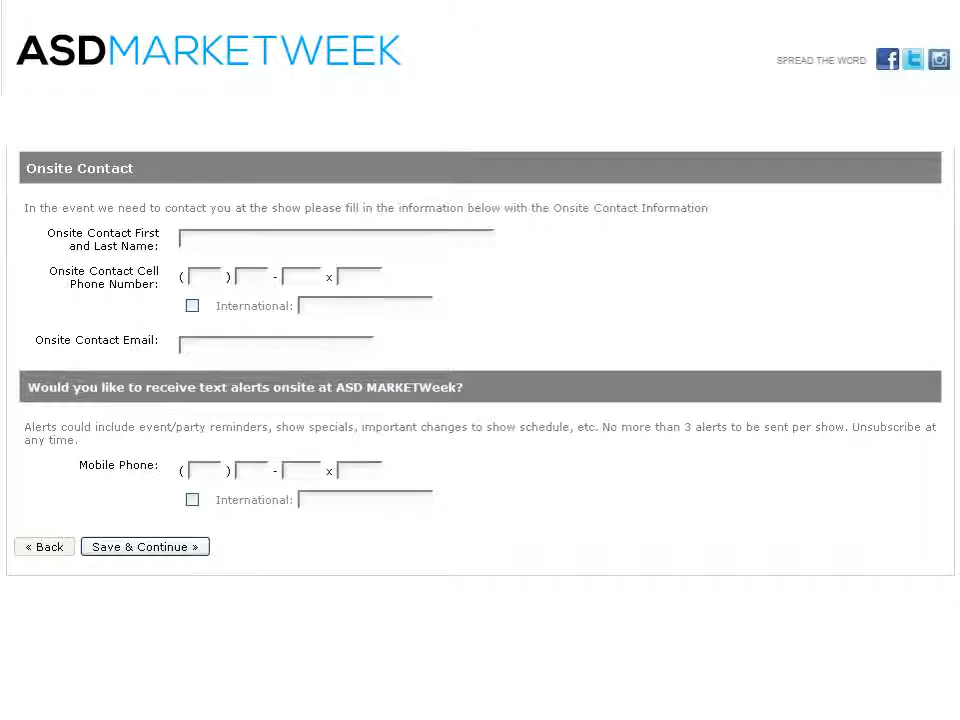 ASDMARKETWEEK
SPREAD THE WORD
Onsite Contact
In the event we need to contact you at the show please fill in the information below with the Onsite Contact Information
Onsite Contact First
and Last Name:
Onsite Contact Cell
Phone Number:
( ) - x
International:
Onsite Contact Email:
Would you like to receive text alerts onsite at ASD MARKETWeek?
Alerts could include event/party reminders, show specials, important changes to show schedule, etc. No more than 3 alerts to be sent per show. Unsubscribe at
any time.
Mobile Phone: ( ) - x
International:
« Back Save & Continue »